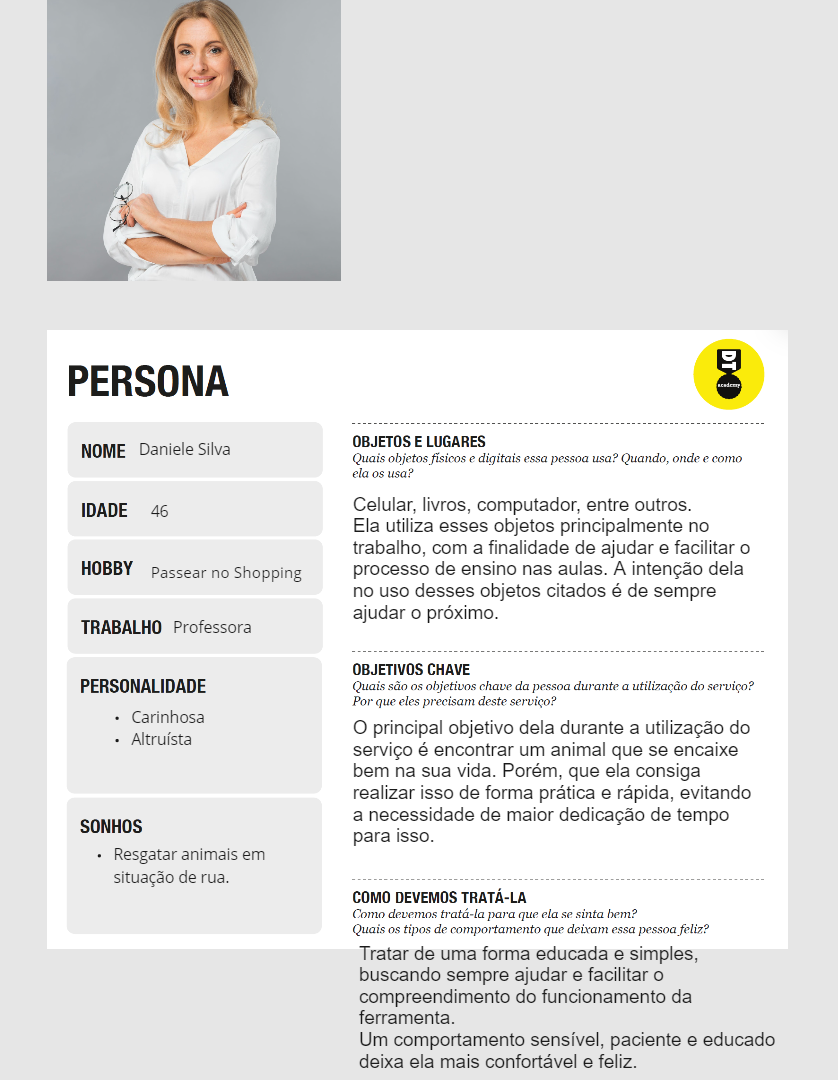 PERSONA
DT
academy
NOME Daniele Silva
IDADE 46
HOBBY Passear no Shopping
TRABALHO Professora
PERSONALIDADE
• Carinhosa
• Altruísta
SONHOS
• Resgatar animais em
situação de rua.
OBJETOS E LUGARES
Quais objetos físicos e digitais essa pessoa usa? Quando, onde e como
ela os usa?
Celular, livros, computador, entre outros.
Ela utiliza esses objetos principalmente no
trabalho, com a finalidade de ajudar e facilitar o
processo de ensino nas aulas. A intenção dela
no uso desses objetos citados é de sempre
ajudar o próximo.
OBJETIVOS CHAVE
Quais são os objetivos chave da pessoa durante a utilização do serviço?
Por que eles precisam deste serviço?
O principal objetivo dela durante a utilização do
serviço é encontrar um animal que se encaixe
bem na sua vida. Porém, que ela consiga
realizar isso de forma prática e rápida, evitando
a necessidade de maior dedicação de tempo
para isso.
COMO DEVEMOS TRATÁ-LA
Como devemos tratá-la para que ela se sinta bem?
Quais os tipos de comportamento que deixam essa pessoa feliz?
Tratar de uma forma educada e simples,
buscando sempre ajudar e facilitar o
compreendimento do funcionamento da
ferramenta.
Um comportamento sensível, paciente e educado
deixa ela mais confortável e feliz.